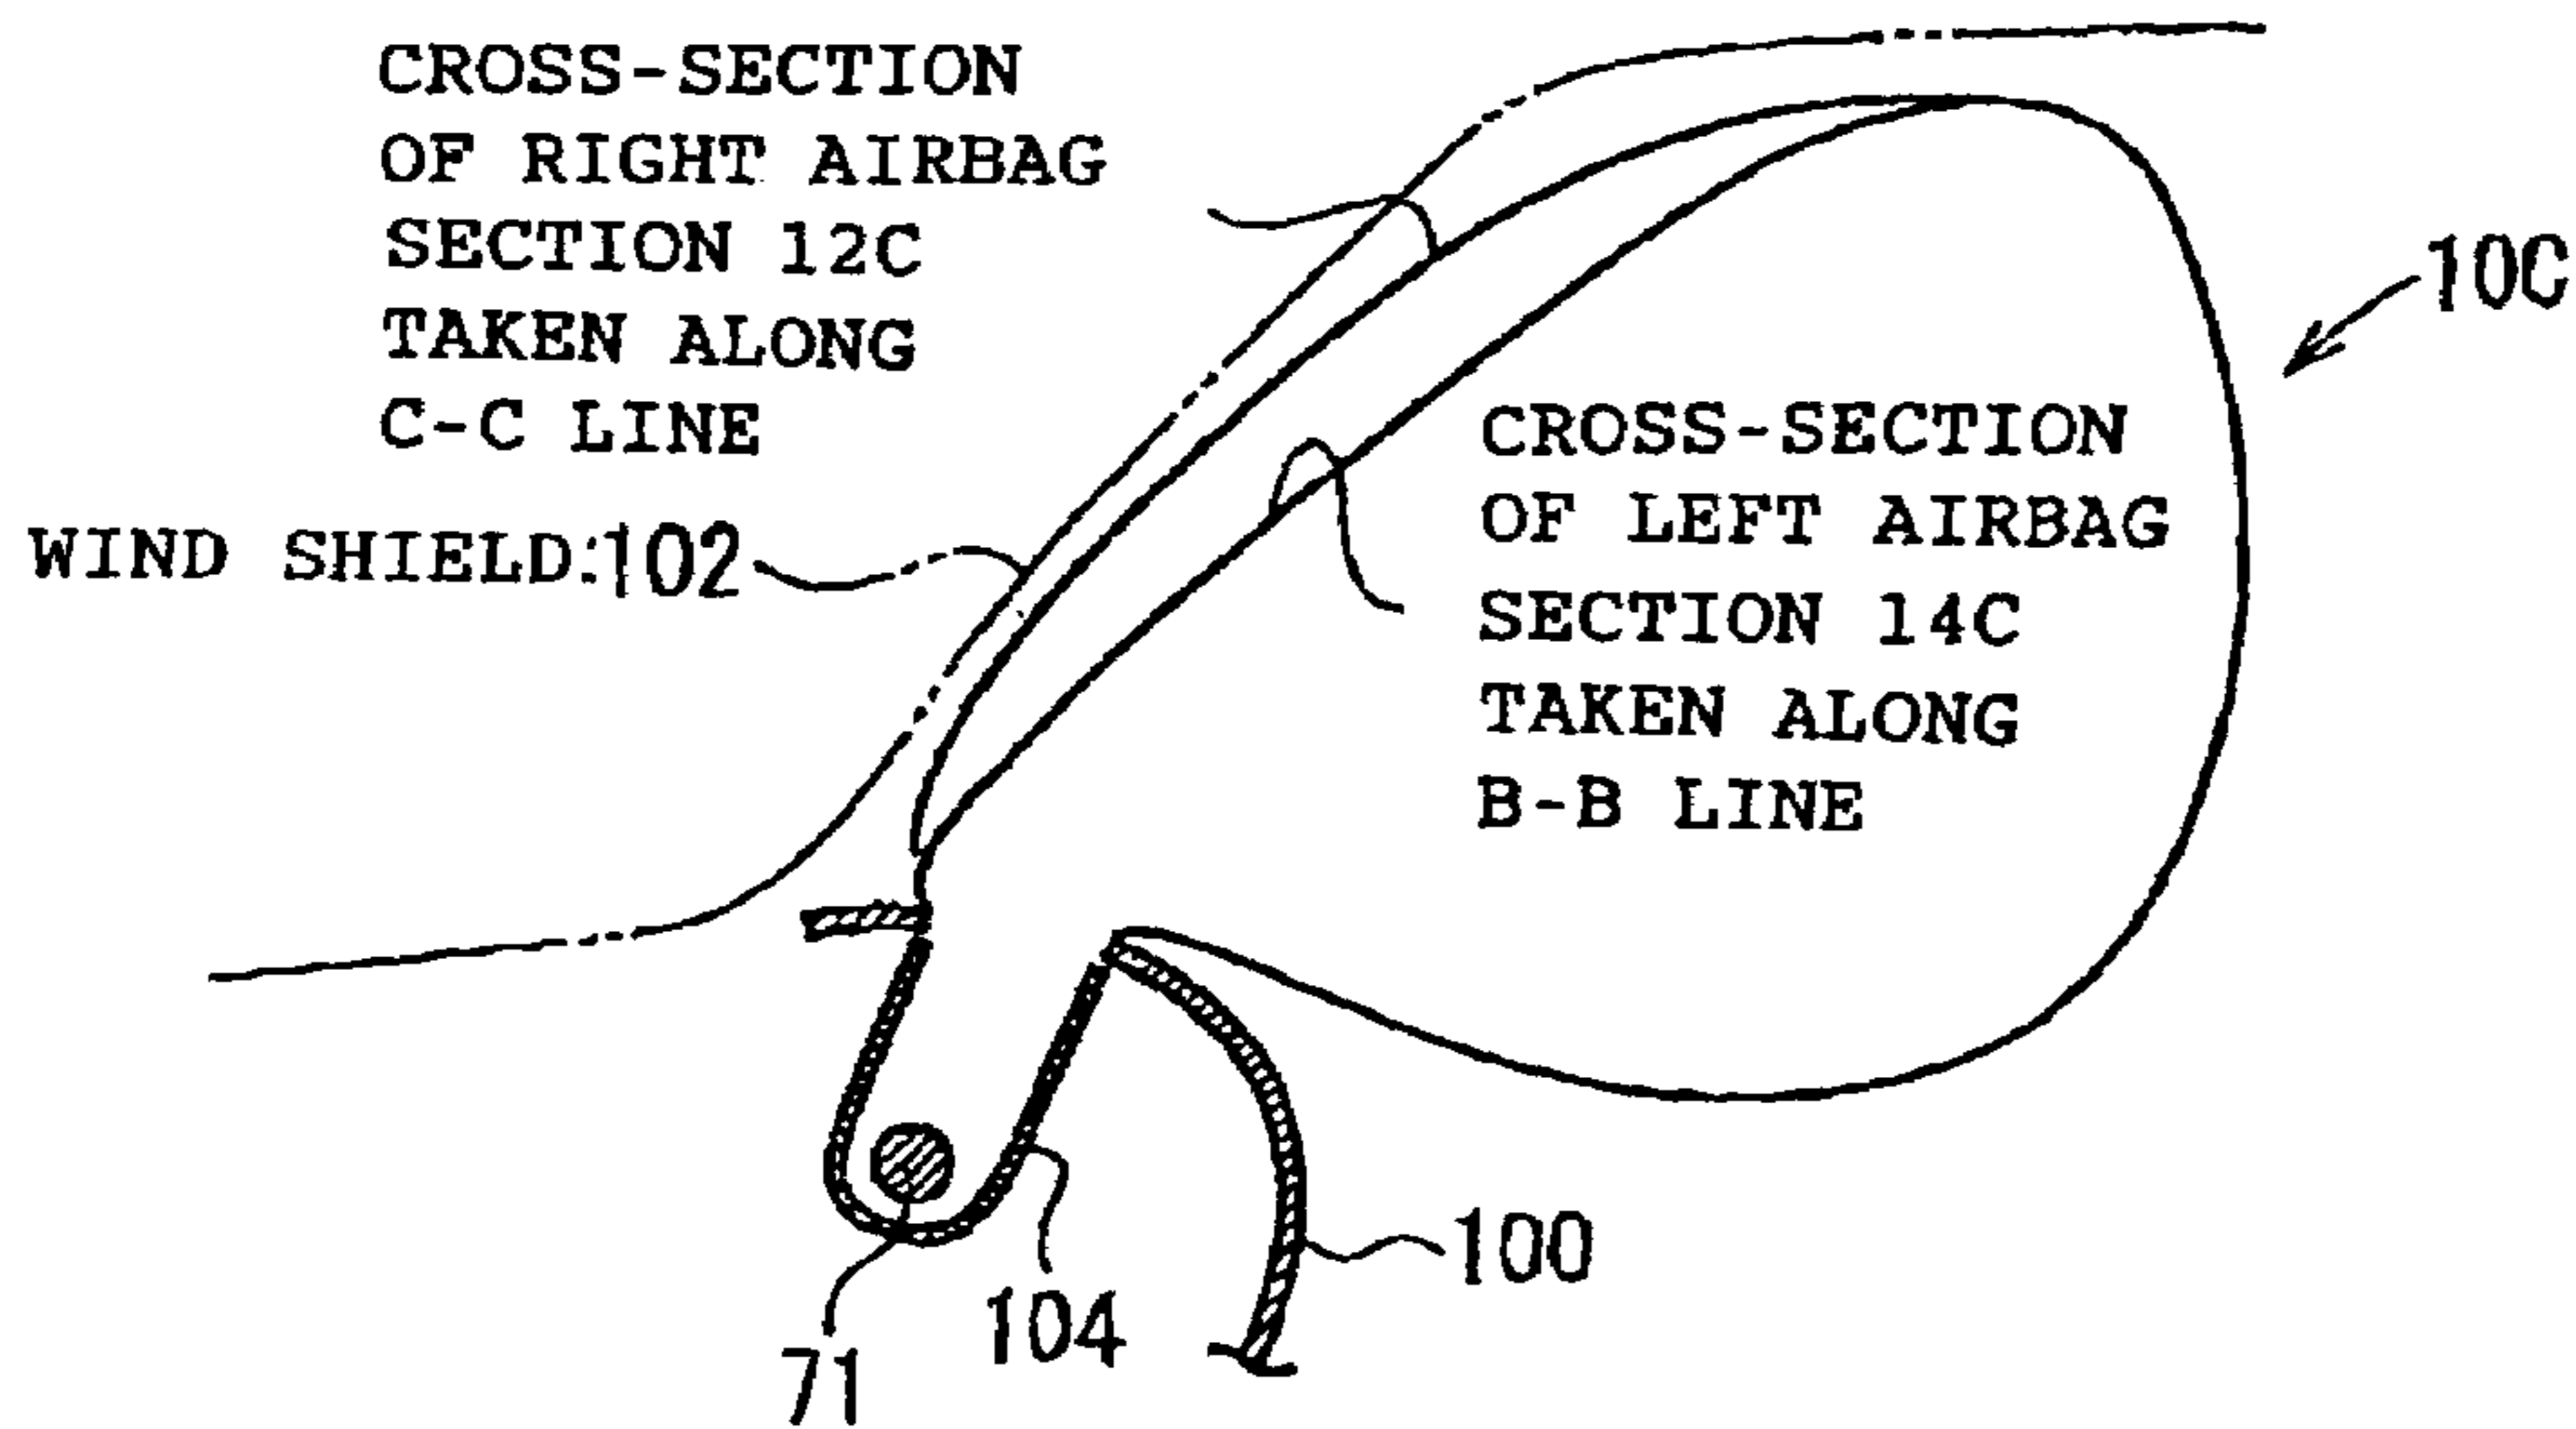 CROSS-SECTION
OF RIGHT AIRBAG
SECTION 12C
TAKEN ALONG
C-C LINE
10C
CROSS-SECTION
OF LEFT AIRBAG
SECTION 14C
TAKEN ALONG
B-B LINE
WIND SHIELD:102
100
104
71